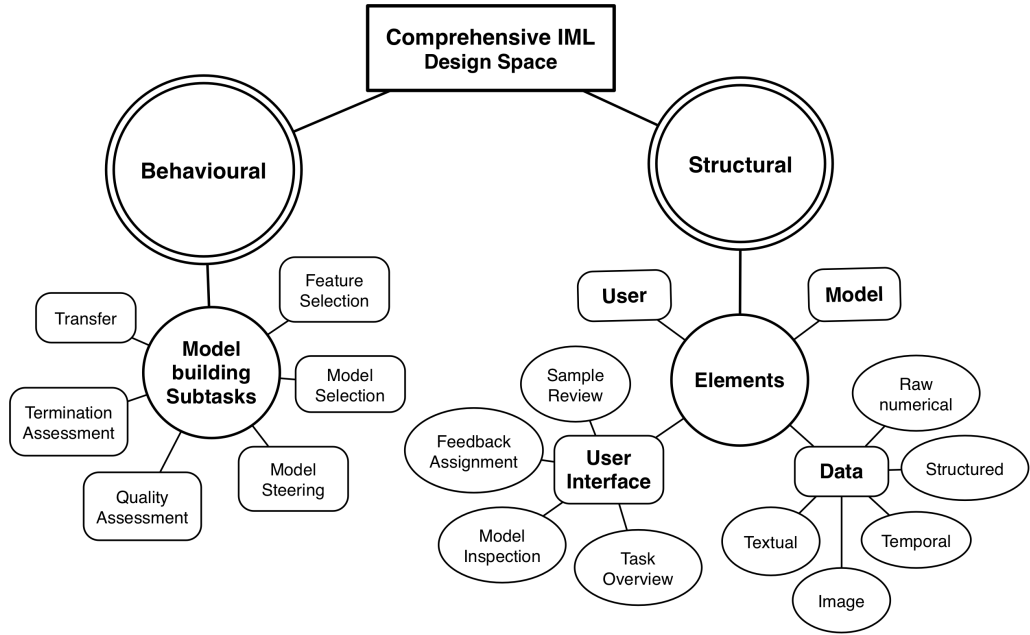 Comprehensive IML
Design Space
Behavioural
Structural
Feature
Selection
Transfer
Model
building
Subtasks
Model
Selection
Termination
Assessment
Model
Steering
Quality
Assessment
User
Model
Elements
Sample
Review
Raw
numerical
Feedback
Assignment
User
Interface
Data
Structured
Model
Inspection
Task
Overview
Textual
Temporal
Image